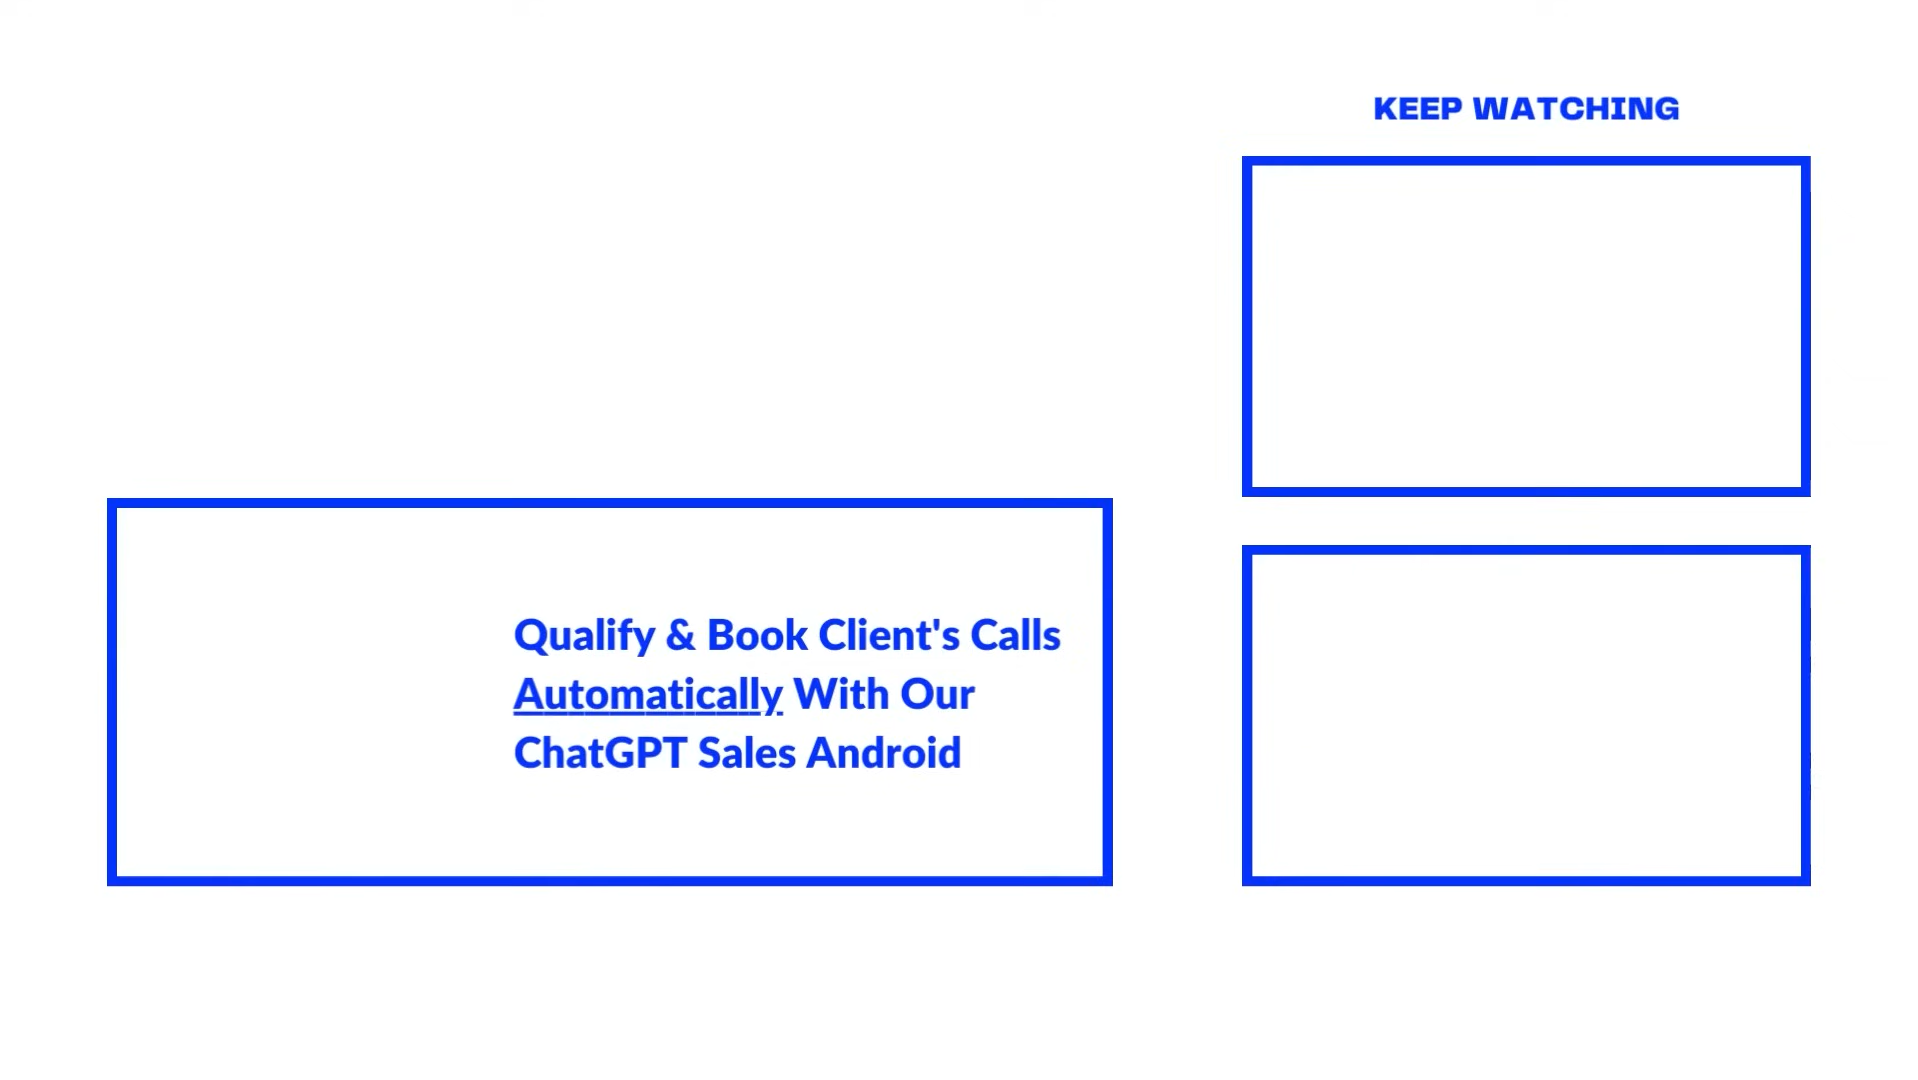 KEEP WATCHING
Qualify & Book Client's Calls
Automatically With Our
ChatGPT Sales Android